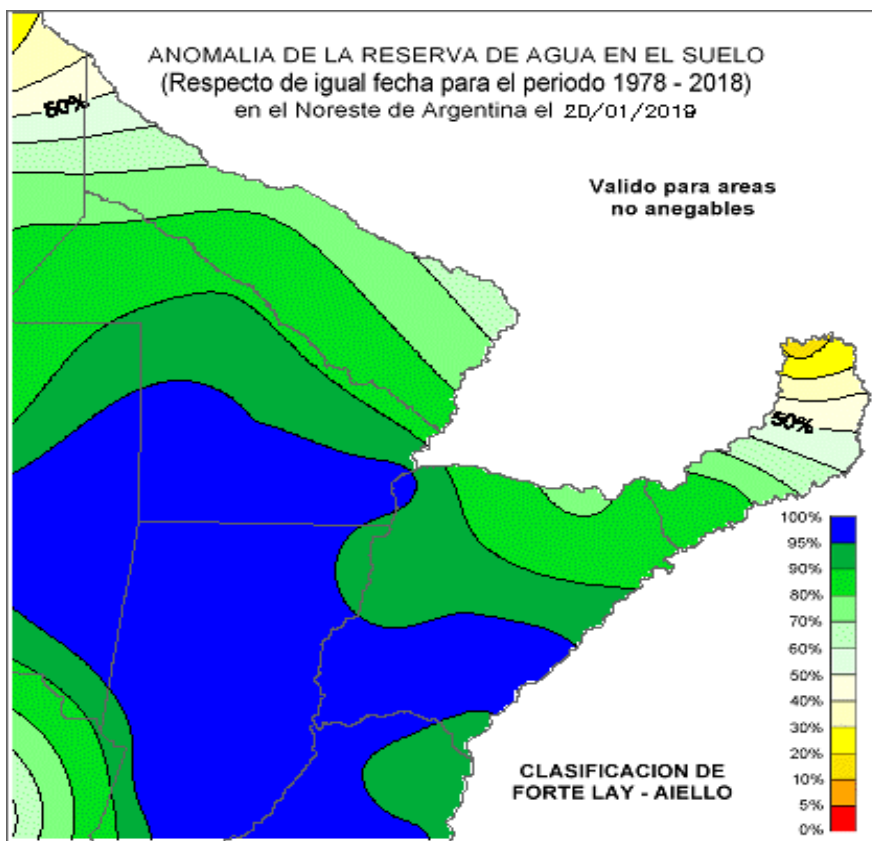 ANOMALIA DE LA RESERVA DE AGUA EN EL SUELO
(Respecto de igual fecha para el periodo 1978 - 2018)
en el Noreste de Argentina el 20/01/2019
Valido para areas
no anegables
50%
50%
100%
95%
90%
80%
70%
60%
50%
40%
30%
20%
10%
5%
0%
CLASIFICACION DE
FORTE LAY - AIELLO